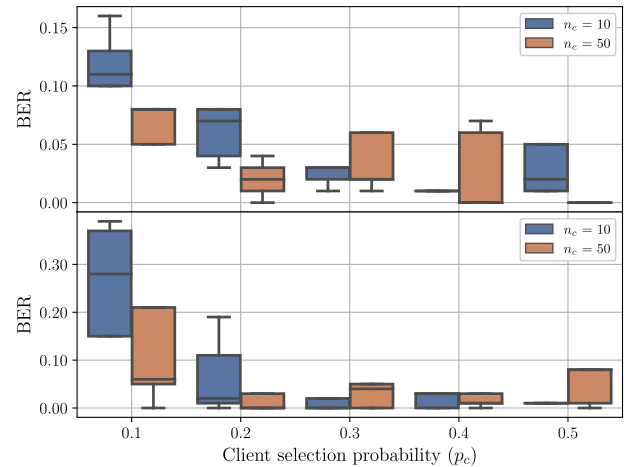 0.15
0.10
0.05
0.00
BER
n_c = 10
n_c = 50
0.30
0.20
0.10
0.00
BER
n_c = 10
n_c = 50
0.1 0.2 0.3 0.4 0.5
Client selection probability (p_c)